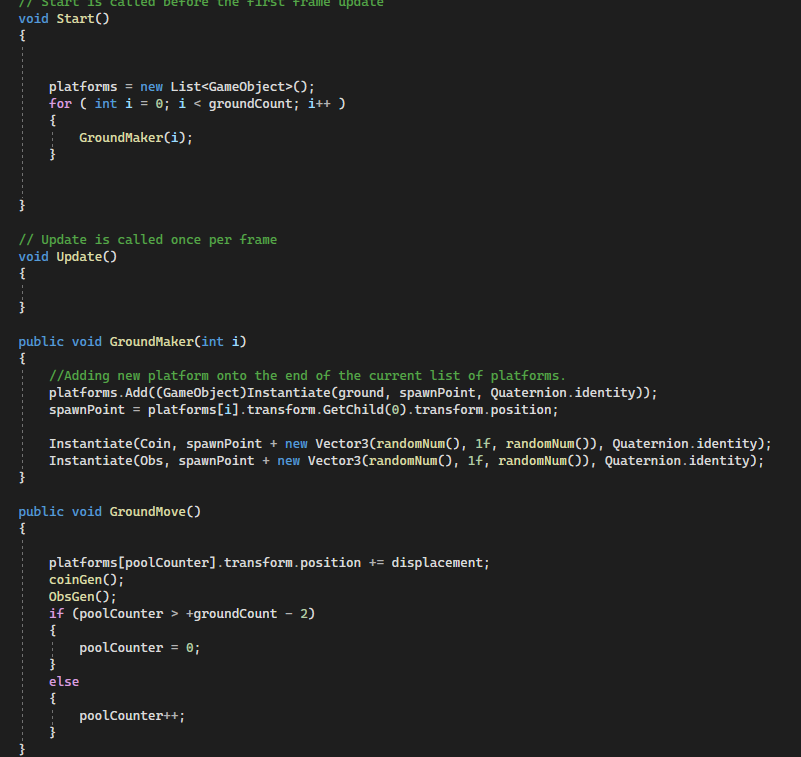 // Start is called before the first frame update
void Start()
{
platforms = new List<GameObject>();
for ( int i = 0; i < groundCount; i++ )
{
GroundMaker(i);
}
}
// Update is called once per frame
void Update()
{
}
public void GroundMaker(int i)
{
//Adding new platform onto the end of the current list of platforms.
platforms.Add((GameObject)Instantiate(ground, spawnPoint, Quaternion.identity));
spawnPoint = platforms[i].transform.GetChild(0).transform.position;
Instantiate(Coin, spawnPoint + new Vector3(randomNum(), 1f, randomNum()), Quaternion.identity);
Instantiate(Obs, spawnPoint + new Vector3(randomNum(), 1f, randomNum()), Quaternion.identity);
}
public void GroundMove()
{
platforms[poolCounter].transform.position += displacement;
coinGen();
ObsGen();
if (poolCounter > +groundCount - 2)
{
poolCounter = 0;
}
else
{
poolCounter++;
}
}